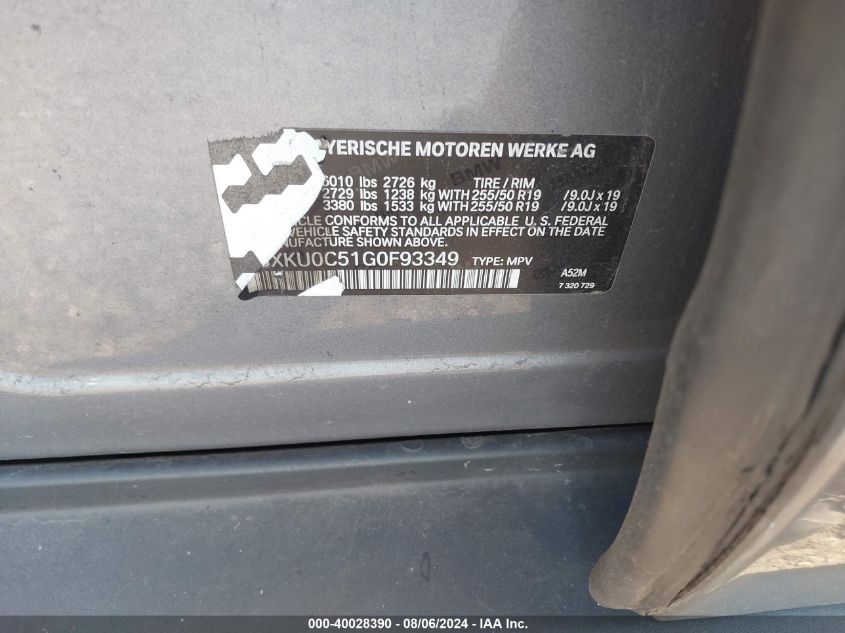 YERISCHE MOTOREN WERKE AG
6010 lbs 2726 kg TIRE / RIM
2729 lbs 1238 kg WITH 255/50 R19 /9.0J x 19
3380 lbs 1533 kg WITH 255/50 R19 /9.0J x 19
HICLE CONFORMS TO ALL APPLICABLE U. S. FEDERAL
VEHICLE SAFETY STANDARDS IN EFFECT ON THE DATE
NUFACTURE SHOWN ABOVE.
XKU0C51G0F93349 TYPE: MPV
A52M
7 320 729
000-40028390 - 08/06/2024 - IAA Inc.